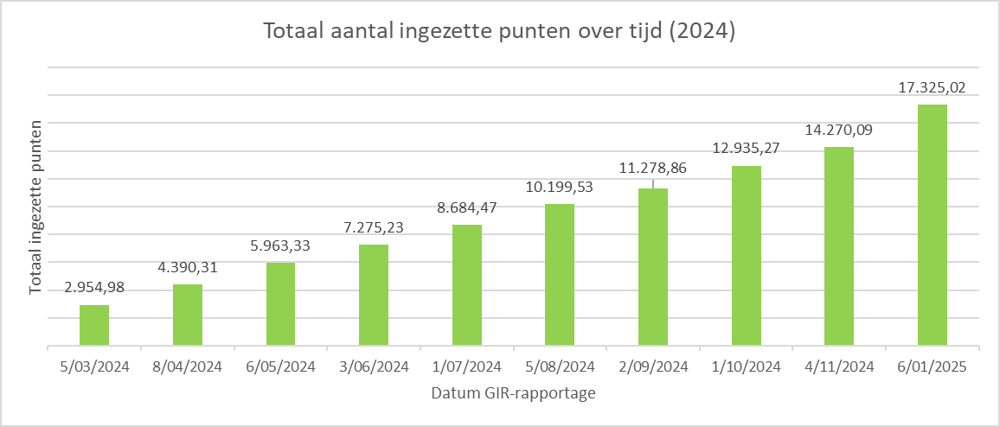 Totaal aantal ingezette punten over tijd (2024)
Totaal ingezette punten
2.954,98
4.390,31
5.963,33
7.275,23
8.684,47
10.199,53
11.278,86
12.935,27
14.270,09
17.325,02
5/03/2024 8/04/2024 6/05/2024 3/06/2024 1/07/2024 5/08/2024 2/09/2024 1/10/2024 4/11/2024 6/01/2025
Datum GIR-rapportage